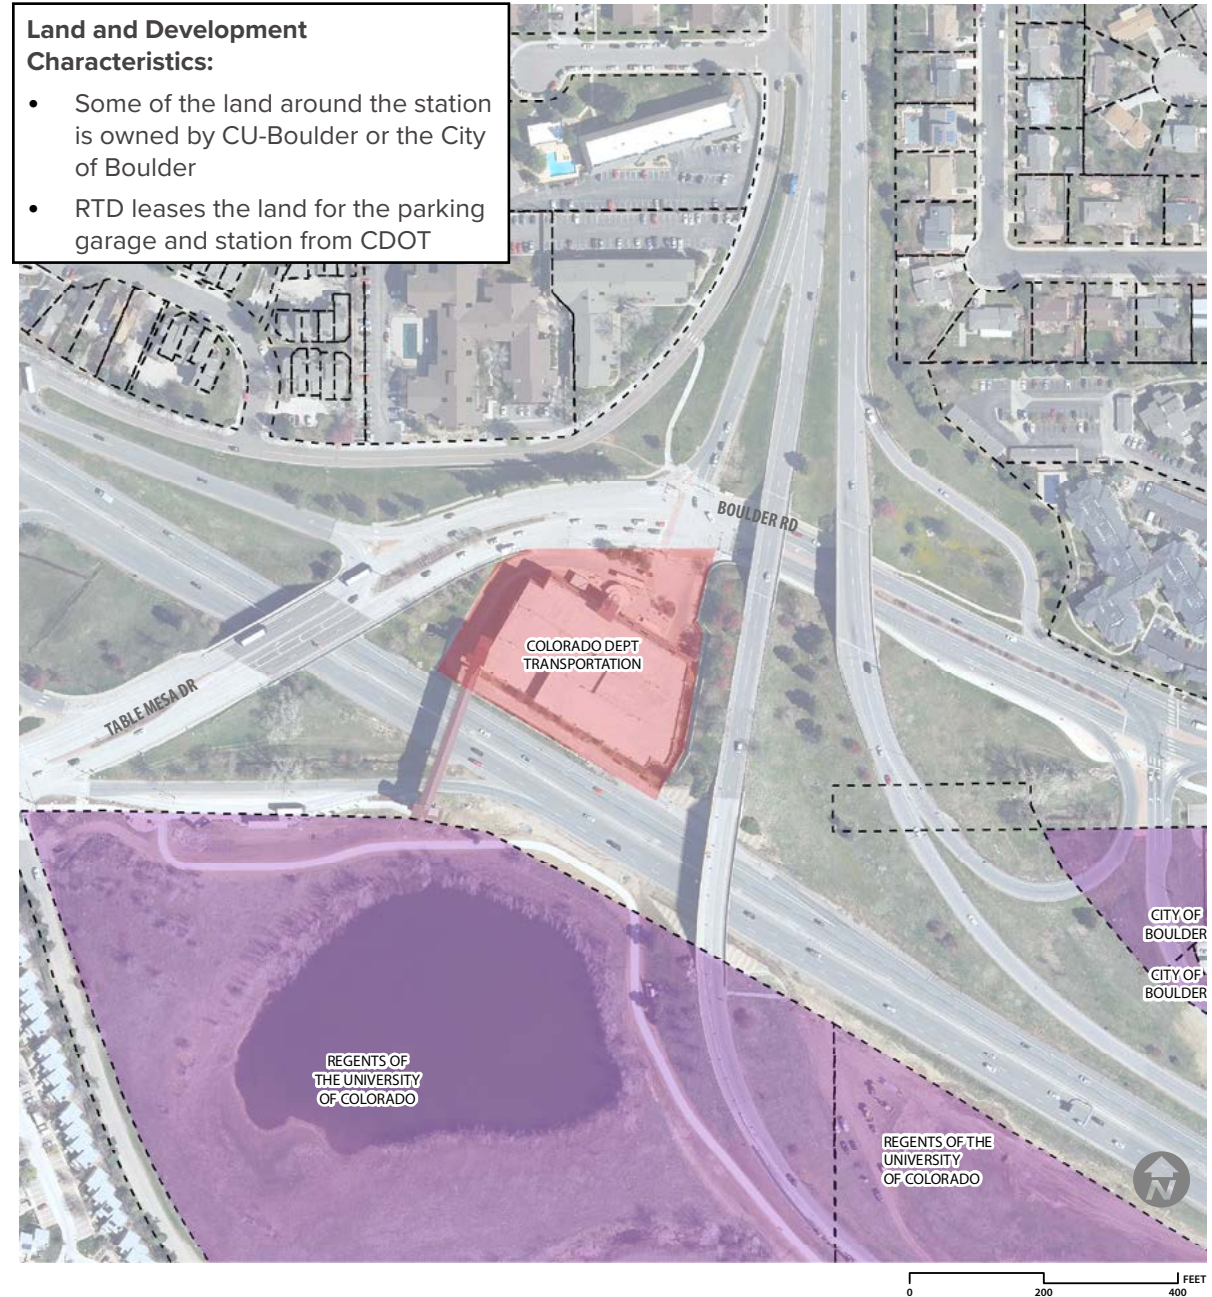 Land and Development
Characteristics:
• Some of the land around the station
is owned by CU-Boulder or the City
of Boulder
• RTD leases the land for the parking
garage and station from CDOT
BOULDER RD
COLORADO DEPT
TRANSPORTATION
TABLE MESA DR
CITY OF
BOULDER
CITY OF
BOULDER
REGENTS OF
THE UNIVERSITY
OF COLORADO
REGENTS OF THE
UNIVERSITY
OF COLORADO
N
FEET
0 200 400